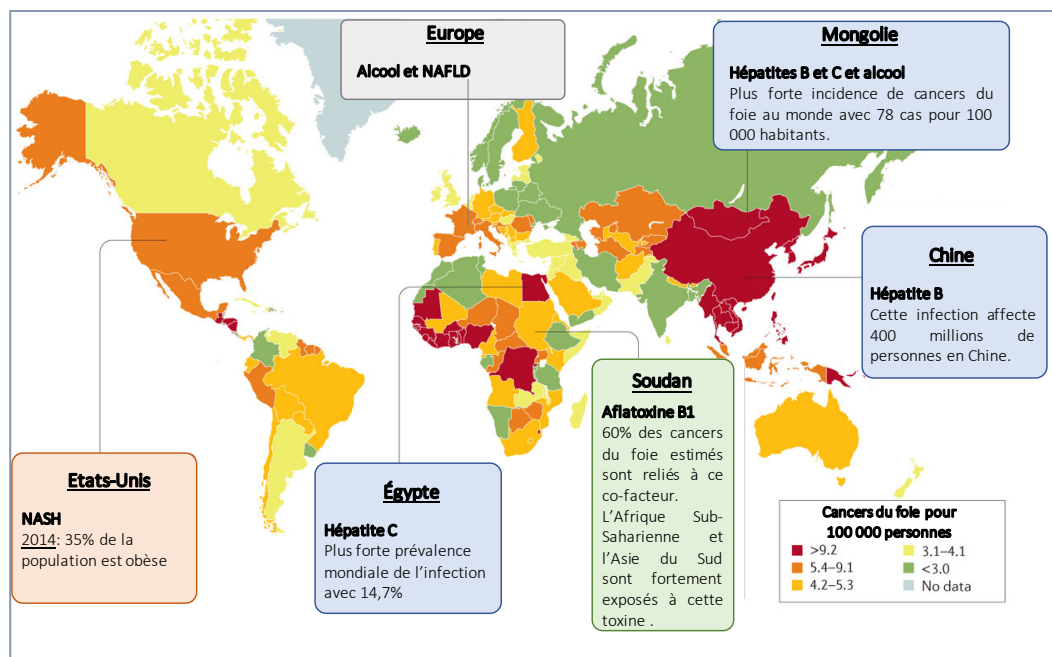 Europe
Alcool et NAFLD
Mongolie
Hépatites B et C et alcool
Plus forte incidence de cancers du
foie au monde avec 78 cas pour 100
000 habitants.
Chine
Hépatite B
Cette infection affecte
400 millions de
personnes en Chine.
Soudan
Aflatoxine B1
60% des cancers
du foie estimés
sont reliés à ce
co-facteur.
L’Afrique Sub-
Saharienne et
l’Asie du Sud
sont fortement
exposés à cette
toxine .
Etats-Unis
NASH
2014: 35% de la
population est obèse
Égypte
Hépatite C
Plus forte prévalence
mondiale de l’infection
avec 14,7%
Cancers du foie pour
100 000 personnes
>9.2
5.4–9.1
4.2–5.3
3.1–4.1
<3.0
No data